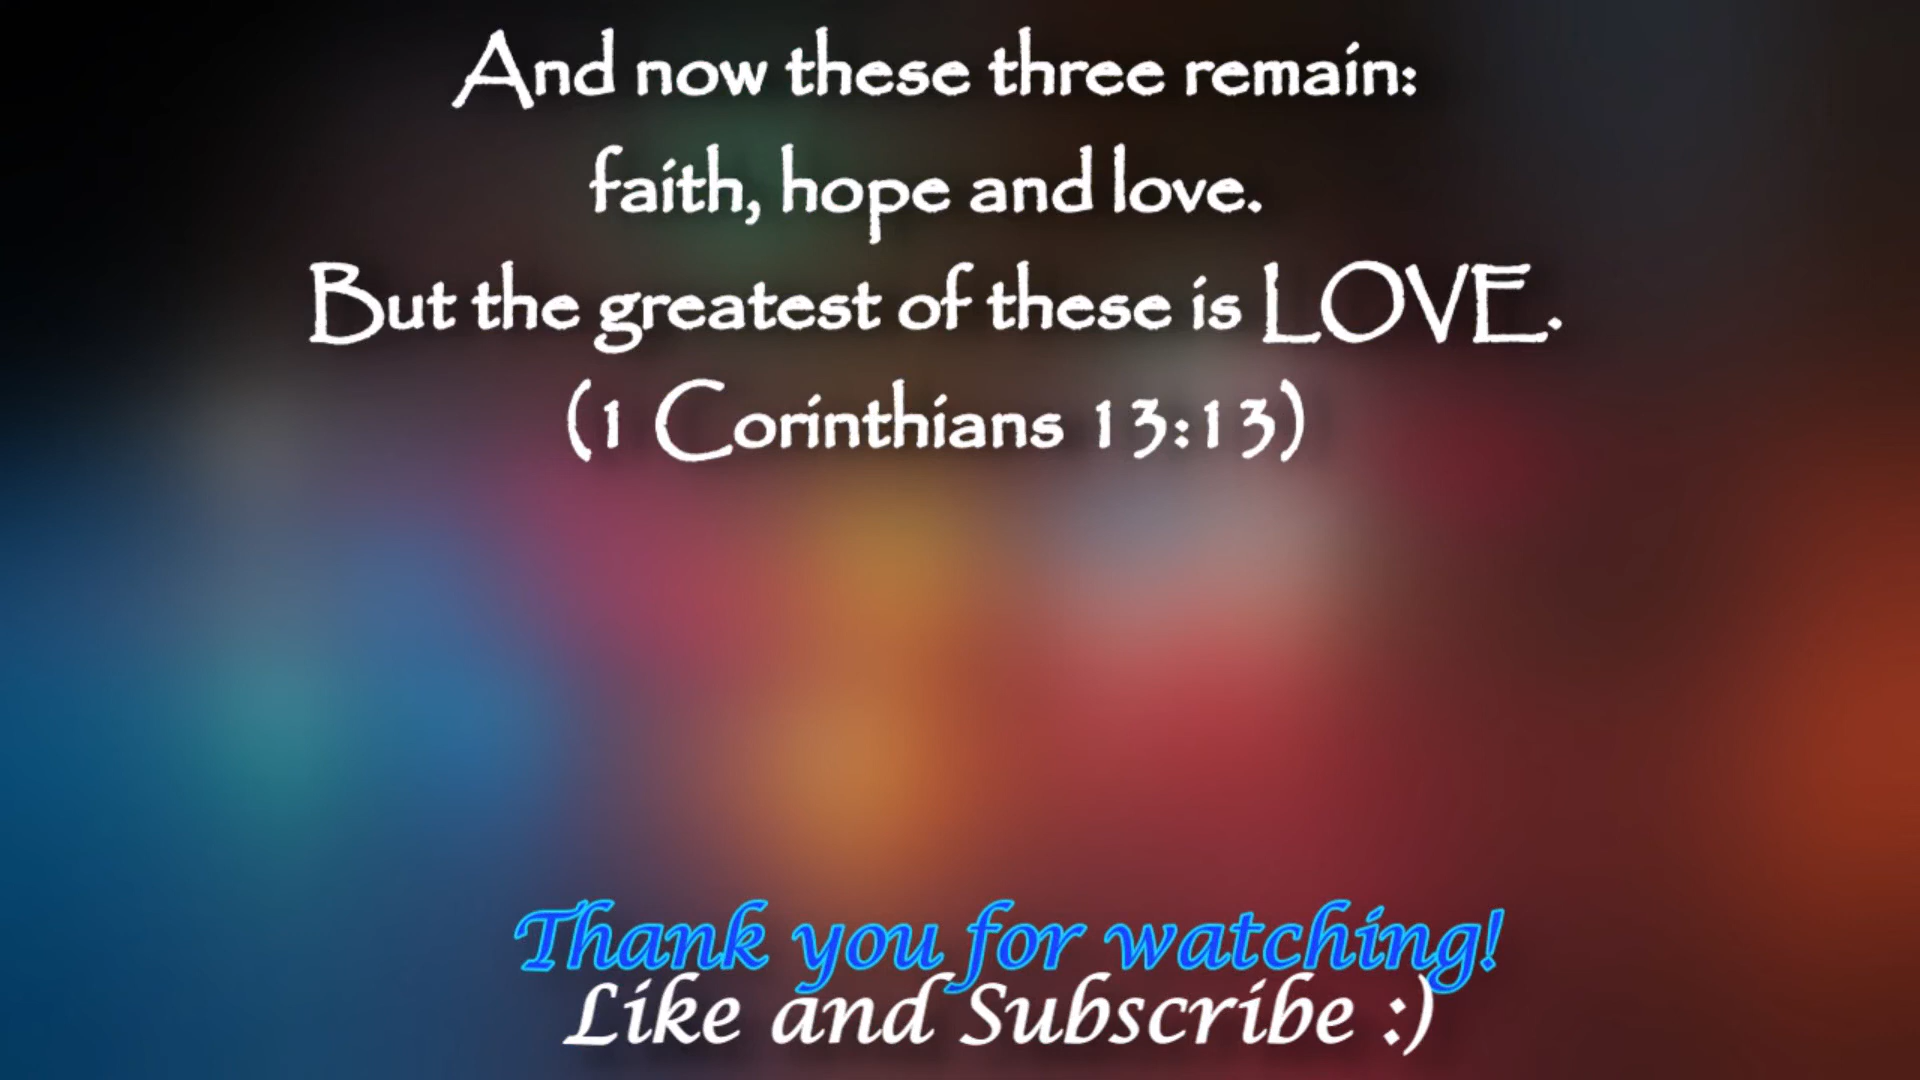 And now these three remain:
faith, hope and love.
But the greatest of these is LOVE.
(1 Corinthians 13:13)
Thank you for watching!
Like and Subscribe :)